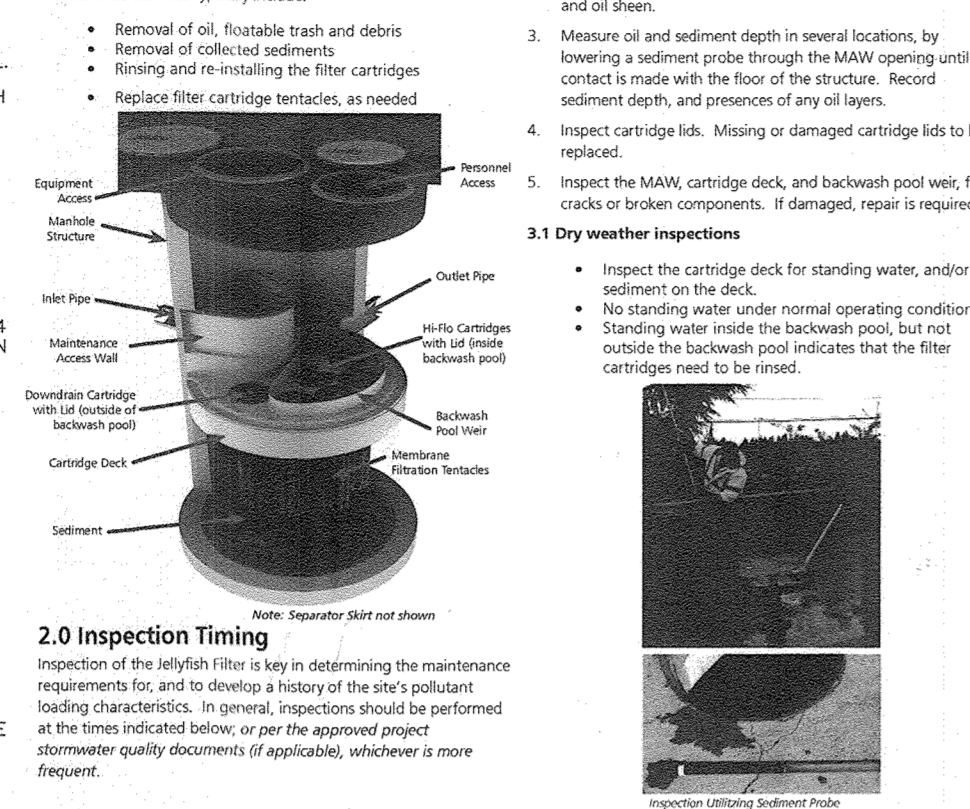 • Removal of oil, floatable trash and debris
• Removal of collected sediments
• Rinsing and re-installing the filter cartridges
• Replace filter cartridge tentacles, as needed
Equipment
Access
Manhole
Structure
Inlet Pipe
Maintenance
Access Wall
Downdrain Cartridge
with Lid (outside of
backwash pool)
Cartridge Deck
Sediment
Personnel
Access
Outlet Pipe
Hi-Flo Cartridges
with Lid (inside
backwash pool)
Backwash
Pool Weir
Membrane
Filtration Tentacles
Note: Separator Skirt not shown
2.0 Inspection Timing
Inspection of the Jellyfish Filter is key in determining the maintenance
requirements for, and to develop a history of the site's pollutant
loading characteristics. In general, inspections should be performed
at the times indicated below; or per the approved project
stormwater quality documents (if applicable), whichever is more
frequent.
and oil sheen.
3. Measure oil and sediment depth in several locations, by
lowering a sediment probe through the MAW opening until
contact is made with the floor of the structure. Record
sediment depth, and presences of any oil layers.
4. Inspect cartridge lids. Missing or damaged cartridge lids to
replaced.
5. Inspect the MAW, cartridge deck, and backwash pool weir,
cracks or broken components. If damaged, repair is required
3.1 Dry weather inspections
• Inspect the cartridge deck for standing water, and/or
sediment on the deck.
• No standing water under normal operating condition
• Standing water inside the backwash pool, but not
outside the backwash pool indicates that the filter
cartridges need to be rinsed.
Inspection Utilitzing Sediment Probe